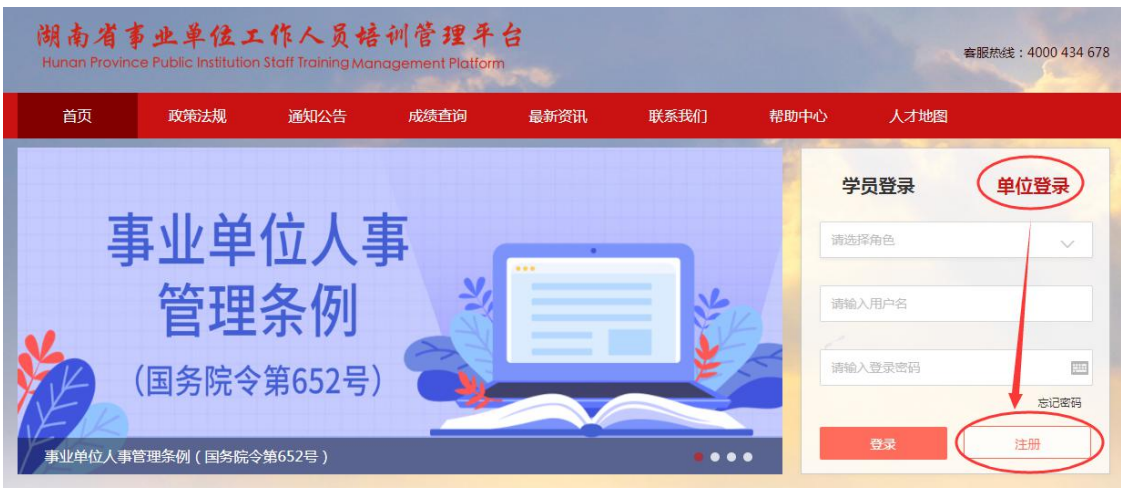 湖南省事业单位工作人员培训管理平台
Hunan Province Public Institution Staff Training Management Platform
客服热线：4000 434 678
首页 政策法规 通知公告 成绩查询 最新资讯 联系我们 帮助中心 人才地图
学员登录 单位登录
请选择角色
请输入用户名
请输入登录密码
忘记密码
登录 注册
事业单位人事
管理条例
（国务院令第652号）
事业单位人事管理条例（国务院令第652号）